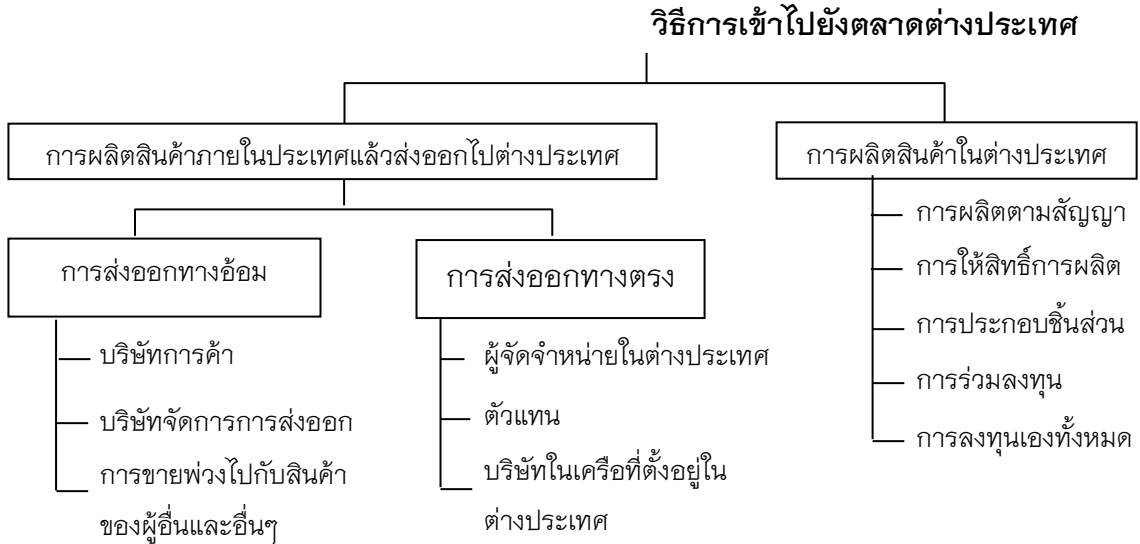 วิธีการเข้าไปยังตลาดต่างประเทศ
การผลิตสินค้าภายในประเทศแล้วส่งออกไปต่างประเทศ
การส่งออกทางอ้อม
บริษัทการค้า
บริษัทจัดการการส่งออก
การขายพ่วงไปกับสินค้า
ของผู้อื่นและอื่นๆ
การส่งออกทางตรง
ผู้จัดจำหน่ายในต่างประเทศ
ตัวแทน
บริษัทในเครือที่ตั้งอยู่ใน
ต่างประเทศ
การผลิตสินค้าในต่างประเทศ
การผลิตตามสัญญา
การให้สิทธิ์การผลิต
การประกอบชิ้นส่วน
การร่วมลงทุน
การลงทุนเองทั้งหมด